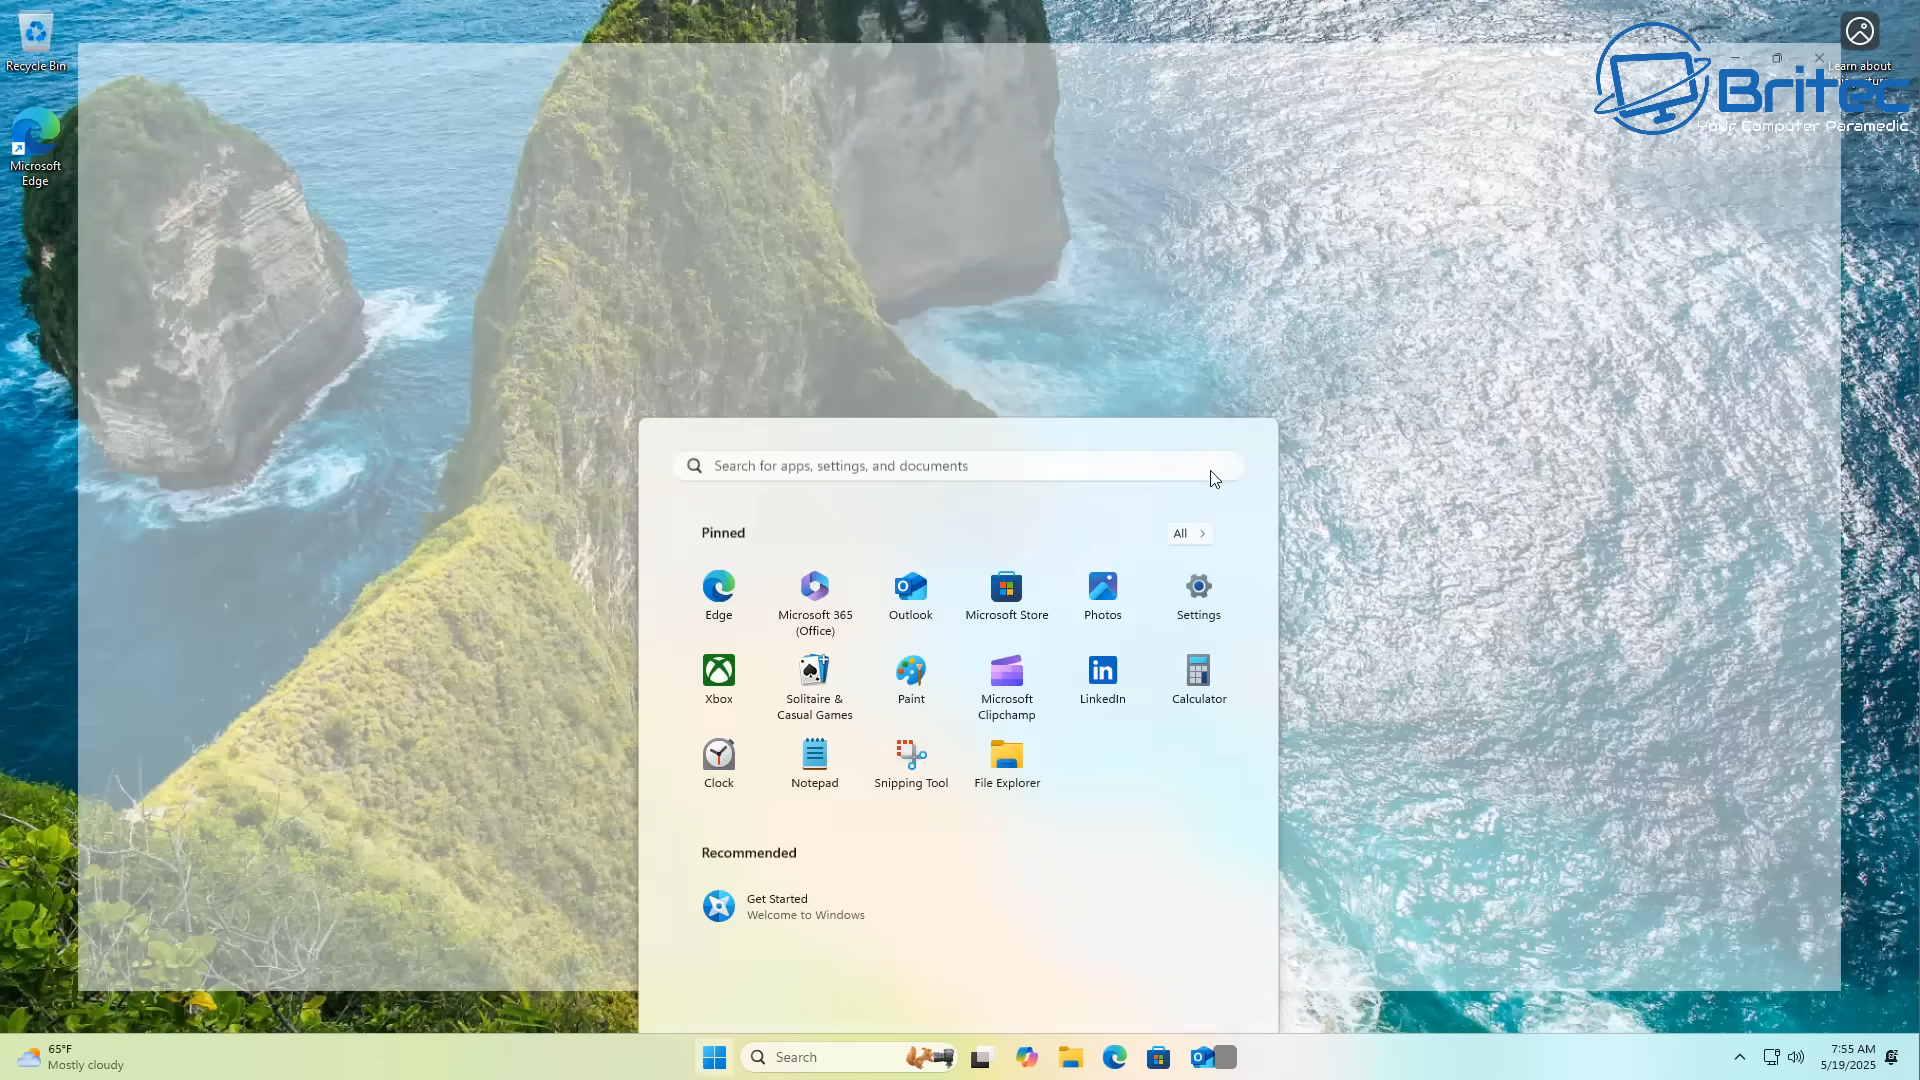 Recycle Bin
Microsoft
Edge
Learn about
Britec
Your Computer Paramedic
Search for apps, settings, and documents
Pinned
All
Edge
Microsoft 365
(Office)
Outlook
Microsoft Store
Photos
Settings
Xbox
Solitaire &
Casual Games
Paint
Microsoft
Clipchamp
LinkedIn
Calculator
Clock
Notepad
Snipping Tool
File Explorer
Recommended
Get Started
Welcome to Windows
65°F
Mostly cloudy
Search
7:55 AM
5/19/2025